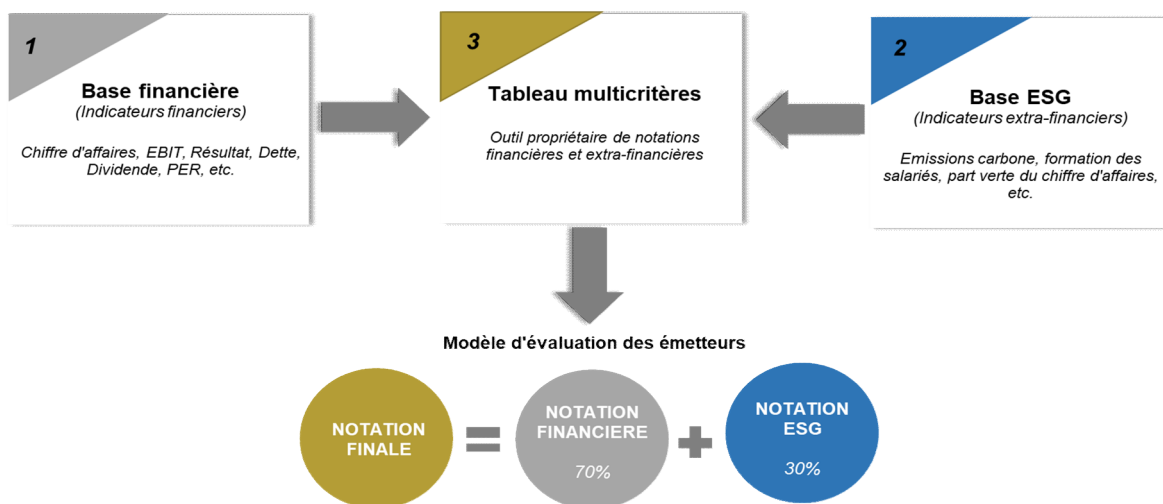 1
Base financière
(Indicateurs financiers)
Chiffre d'affaires, EBIT, Résultat, Dette,
Dividende, PER, etc.
3
Tableau multicritères
Outil propriétaire de notations
financières et extra-financières
2
Base ESG
(Indicateurs extra-financiers)
Emissions carbone, formation des
salariés, part verte du chiffre d'affaires,
etc.
Modèle d'évaluation des émetteurs
NOTATION
FINALE
=
NOTATION
FINANCIERE
70%
+
NOTATION
ESG
30%